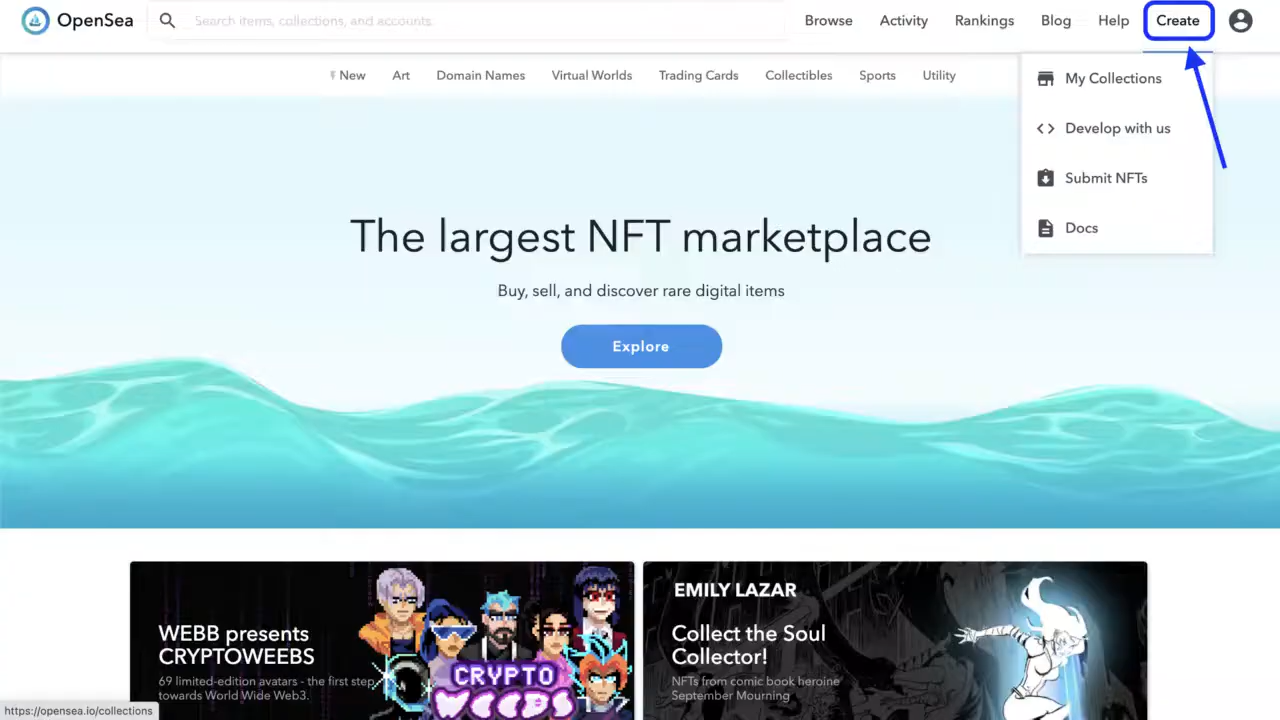 OpenSea
Search items, collections, and accounts.
Browse
Activity
Rankings
Blog
Help
Create
New
Art
Domain Names
Virtual Worlds
Trading Cards
Collectibles
Sports
Utility
My Collections
Develop with us
Submit NFTs
Docs
The largest NFT marketplace
Buy, sell, and discover rare digital items
Explore
WEBB presents
CRYPTOWEEBS
69 limited-edition avatars - the first step
towards World Wide Web3.
CRYPTO
WEEBS
EMILY LAZAR
Collect the Soul
Collector!
NFTs from comic book heroine
September Mourning
https://opensea.io/collections